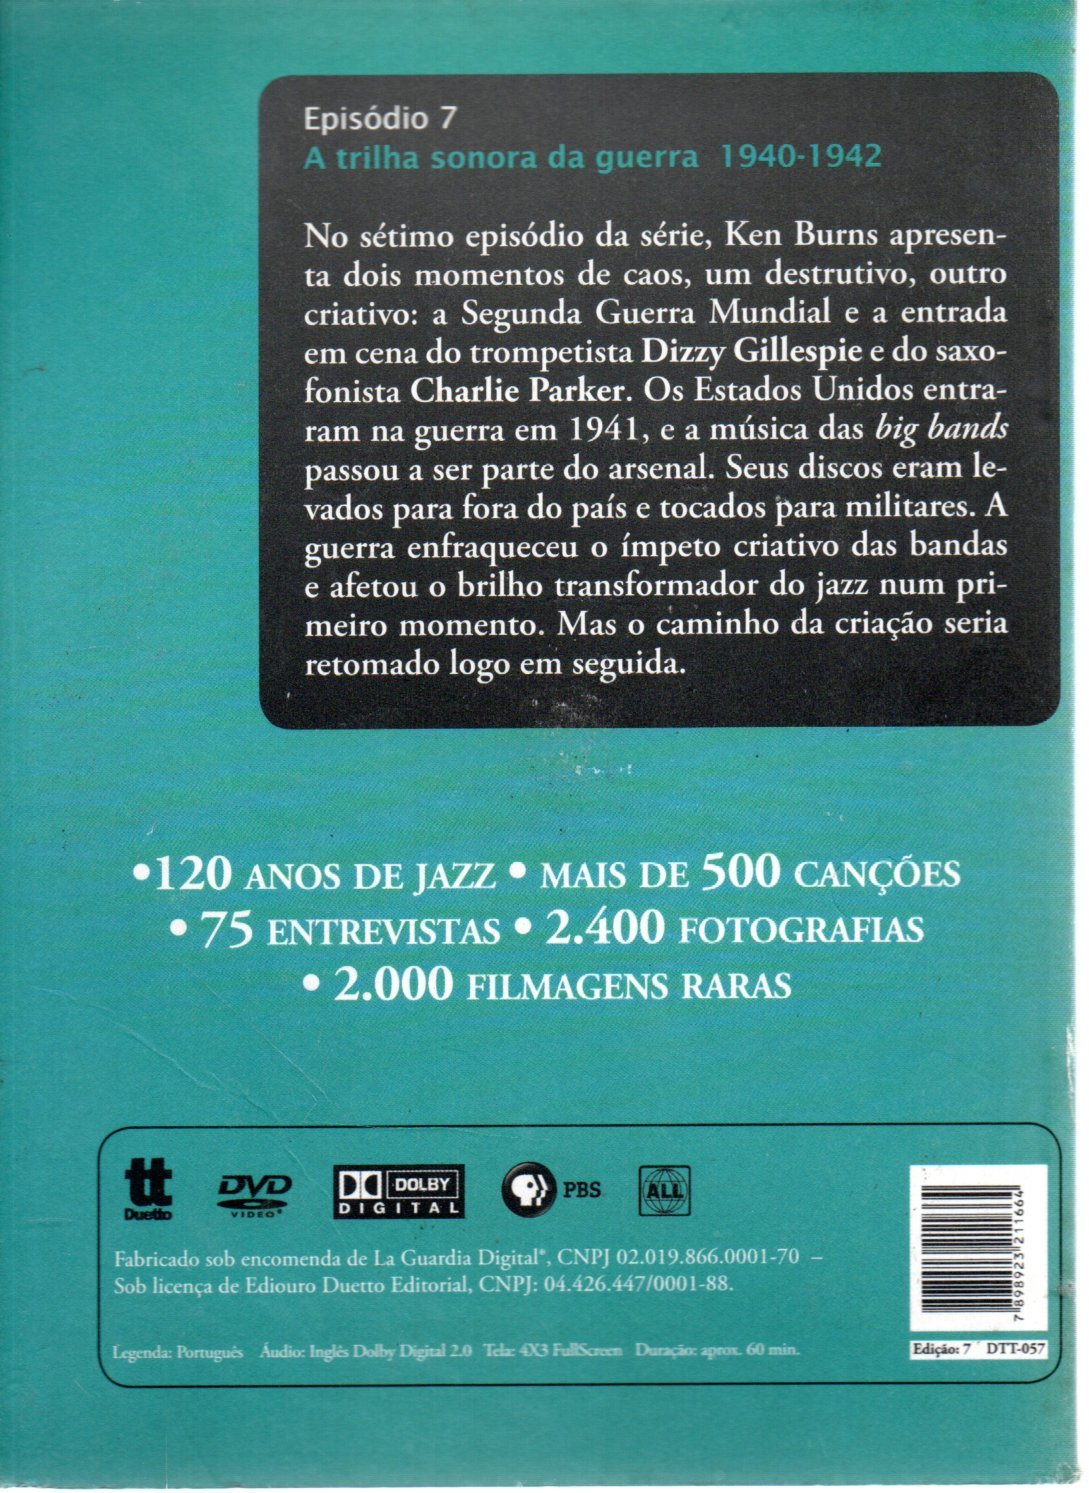 Episódio 7
A trilha sonora da guerra 1940-1942
No sétimo episódio da série, Ken Burns apresen-
ta dois momentos de caos, um destrutivo, outro
criativo: a Segunda Guerra Mundial e a entrada
em cena do trompetista Dizzy Gillespie e do saxo-
fonista Charlie Parker. Os Estados Unidos entra-
ram na guerra em 1941, e a música das big bands
passou a ser parte do arsenal. Seus discos eram le-
vados para fora do país e tocados para militares. A
guerra enfraqueceu o ímpeto criativo das bandas
e afetou o brilho transformador do jazz num pri-
meiro momento. Mas o caminho da criação seria
retomado logo em seguida.
•120 ANOS DE JAZZ • MAIS DE 500 CANÇÕES
• 75 ENTREVISTAS • 2.400 FOTOGRAFIAS
• 2.000 FILMAGENS RARAS
tt Duetto DVD VIDEO DOLBY DIGITAL PBS ALL
Fabricado sob encomenda de La Guardia Digital®, CNPJ 02.019.866.0001-70 –
Sob licença de Ediouro Duetto Editorial, CNPJ: 04.426.447/0001-88.
Legenda: Português Áudio: Inglês Dolby Digital 2.0 Tela: 4X3 FullScreen Duração: aprox. 60 min.
7 898923 211664
Edição: 7 DTT-057